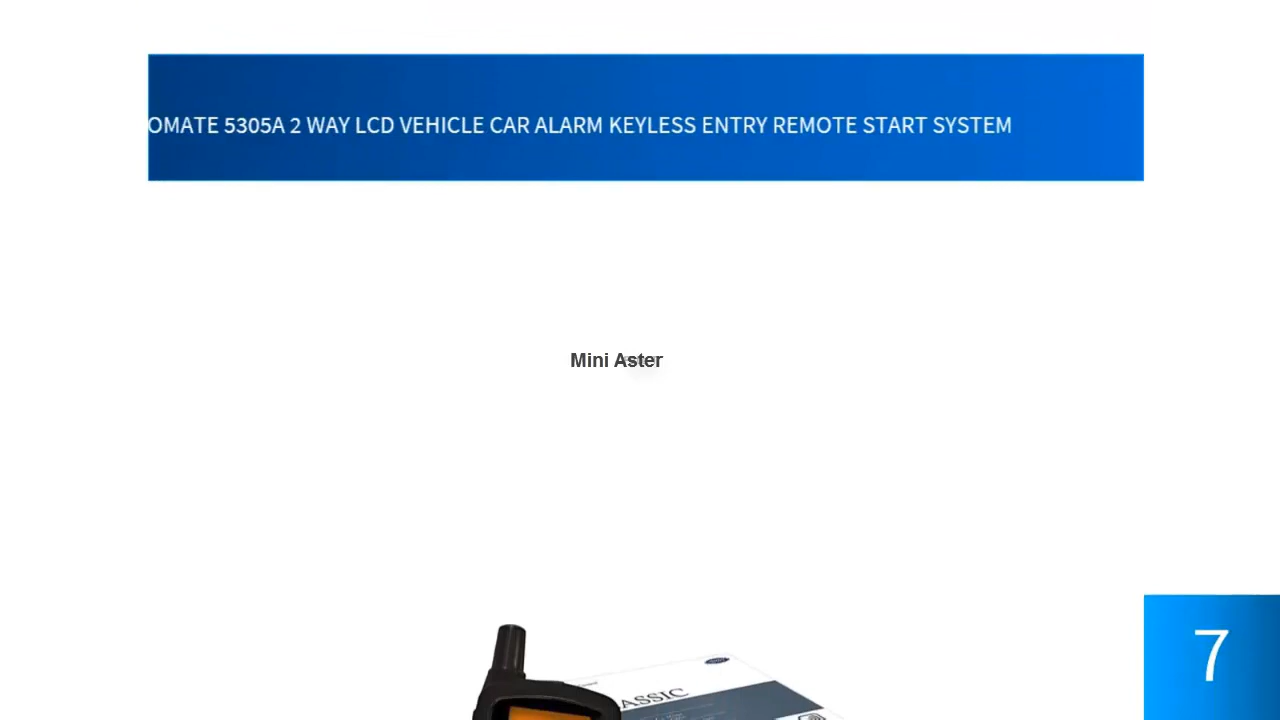 OMATE 5305A 2 WAY LCD VEHICLE CAR ALARM KEYLESS ENTRY REMOTE START SYSTEM
Mini Aster
ASSIC
7